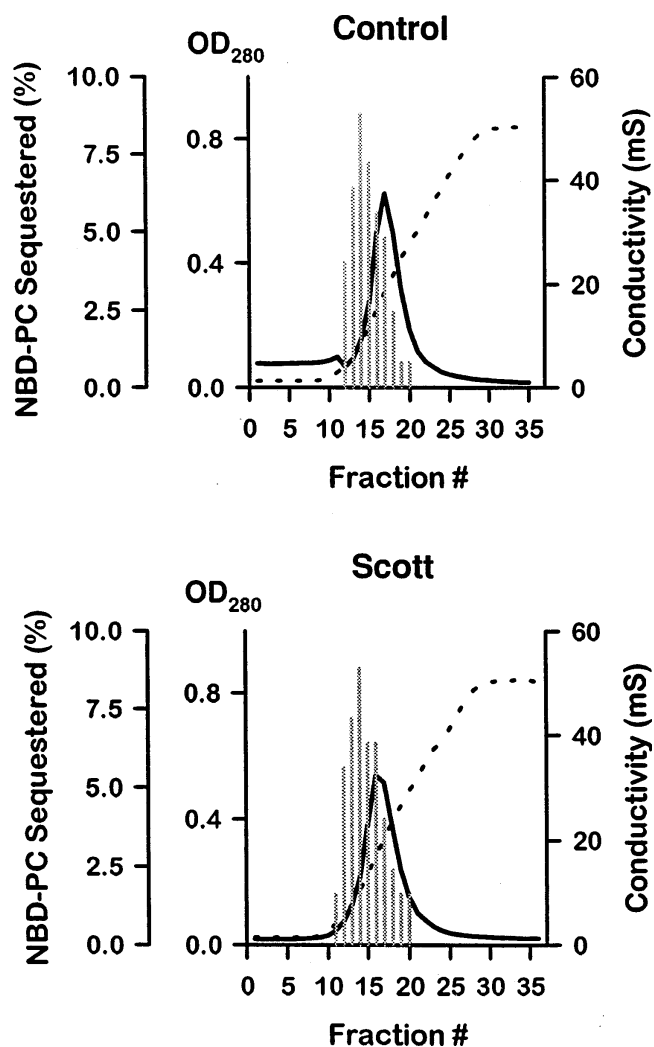 Control
OD280
NBD-PC Sequestered (%)
10.0
7.5
5.0
2.5
0.0
0.8
0.4
0.0
60
40
20
0
Conductivity (mS)
0 5 10 15 20 25 30 35
Fraction #
Scott
OD280
NBD-PC Sequestered (%)
10.0
7.5
5.0
2.5
0.0
0.8
0.4
0.0
60
40
20
0
Conductivity (mS)
0 5 10 15 20 25 30 35
Fraction #